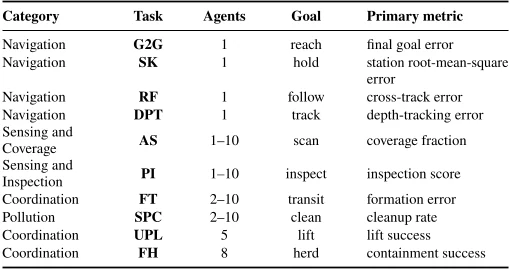 Category Task Agents Goal Primary metric
Navigation G2G 1 reach final goal error
Navigation SK 1 hold station root-mean-square
error
Navigation RF 1 follow cross-track error
Navigation DPT 1 track depth-tracking error
Sensing and
Coverage AS 1–10 scan coverage fraction
Sensing and
Inspection PI 1–10 inspect inspection score
Coordination FT 2–10 transit formation error
Pollution SPC 2–10 clean cleanup rate
Coordination UPL 5 lift lift success
Coordination FH 8 herd containment success